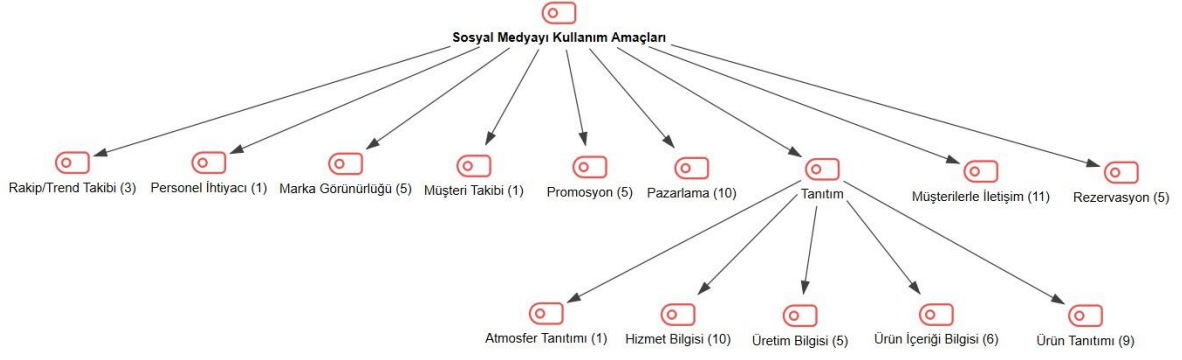 Sosyal Medyayı Kullanım Amaçları
Rakip/Trend Takibi (3)
Personel İhtiyacı (1)
Marka Görünürlüğü (5)
Müşteri Takibi (1)
Promosyon (5)
Pazarlama (10)
Tanıtım
Müşterilerle İletişim (11)
Rezervasyon (5)
Atmosfer Tanıtımı (1)
Hizmet Bilgisi (10)
Üretim Bilgisi (5)
Ürün İçeriği Bilgisi (6)
Ürün Tanıtımı (9)